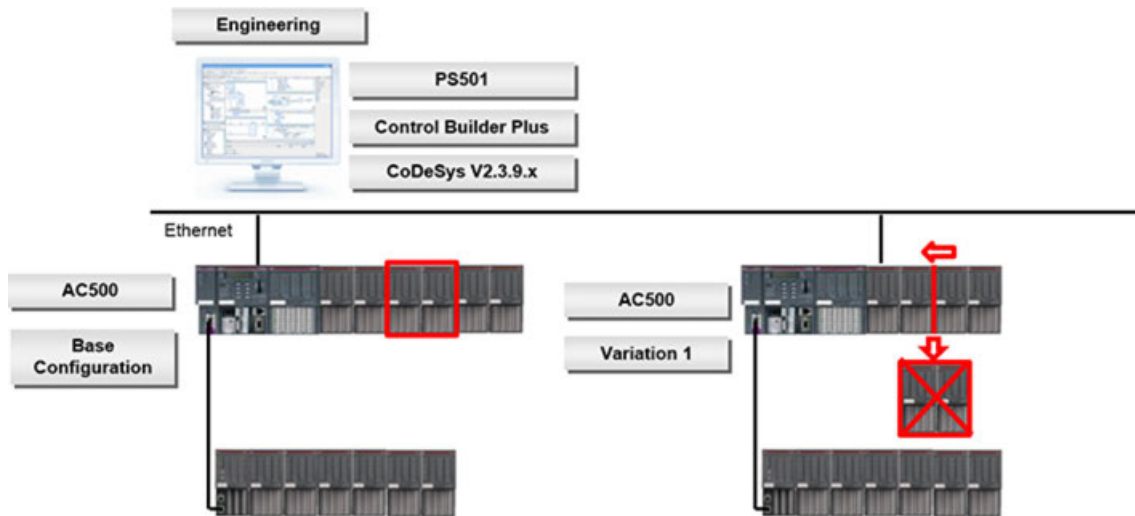 Engineering
PS501
Control Builder Plus
CoDeSys V2.3.9.x
Ethernet
AC500
Base
Configuration
AC500
Variation 1